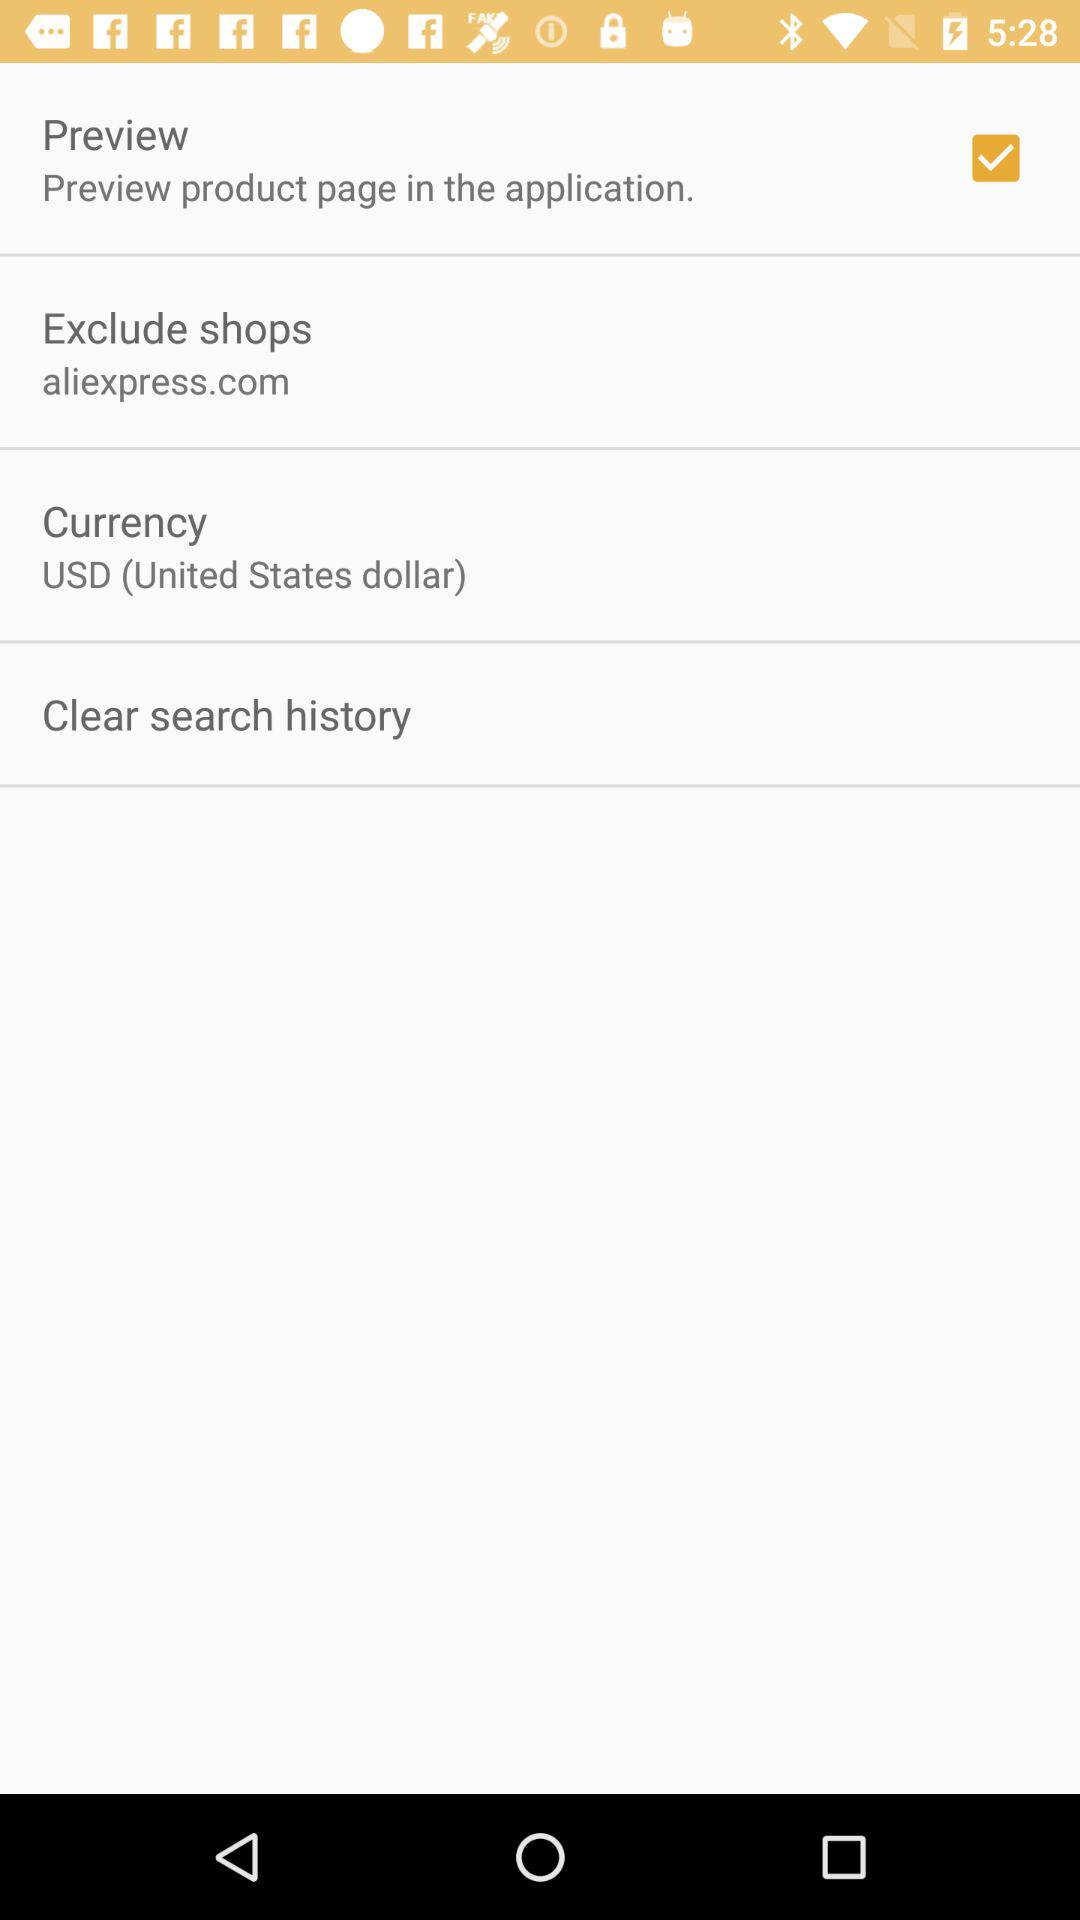 FAKE
5:28
Preview
Preview product page in the application.
Exclude shops
aliexpress.com
Currency
USD (United States dollar)
Clear search history